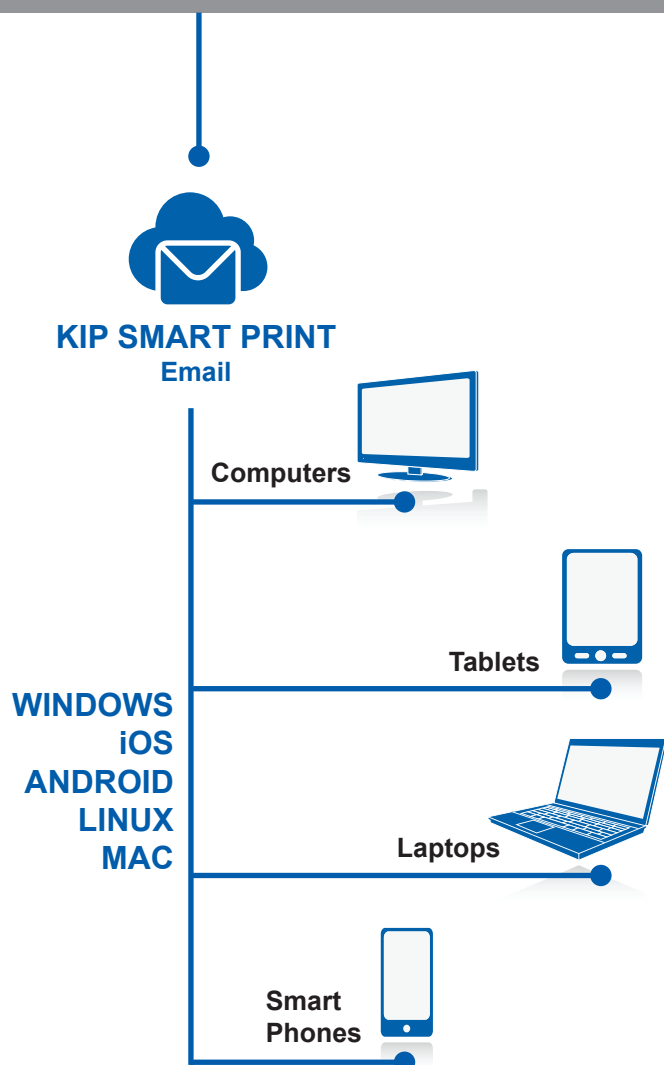 KIP SMART PRINT
Email
Computers
Tablets
WINDOWS
iOS
ANDROID
LINUX
MAC
Laptops
Smart
Phones